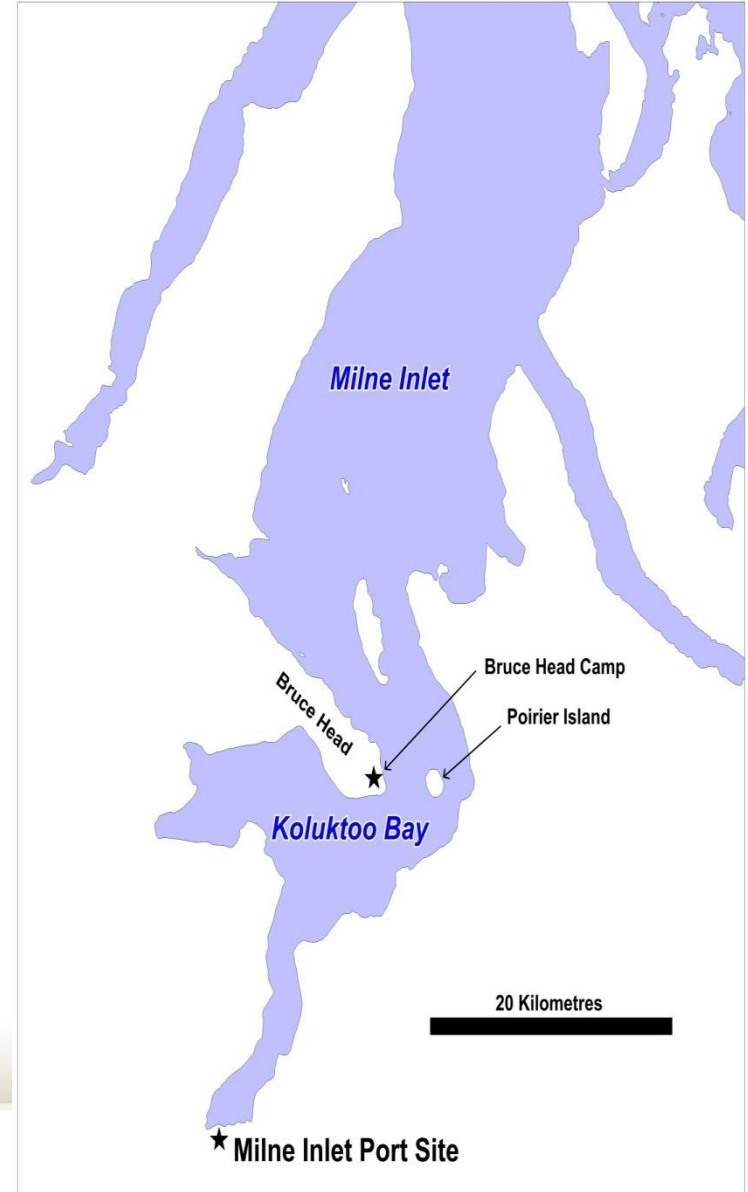 Milne Inlet
Bruce Head Camp
Bruce Head
Poirier Island
Koluktoo Bay
20 Kilometres
Milne Inlet Port Site